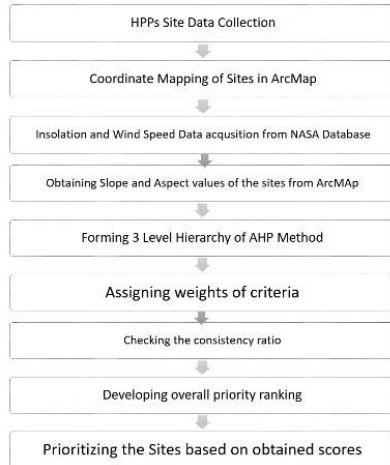 HPPs Site Data Collection
Coordinate Mapping of Sites in ArcMap
Insolation and Wind Speed Data acqusition from NASA Database
Obtaining Slope and Aspect values of the sites from ArcMAp
Forming 3 Level Hierarchy of AHP Method
Assigning weights of criteria
Checking the consistency ratio
Developing overall priority ranking
Prioritizing the Sites based on obtained scores